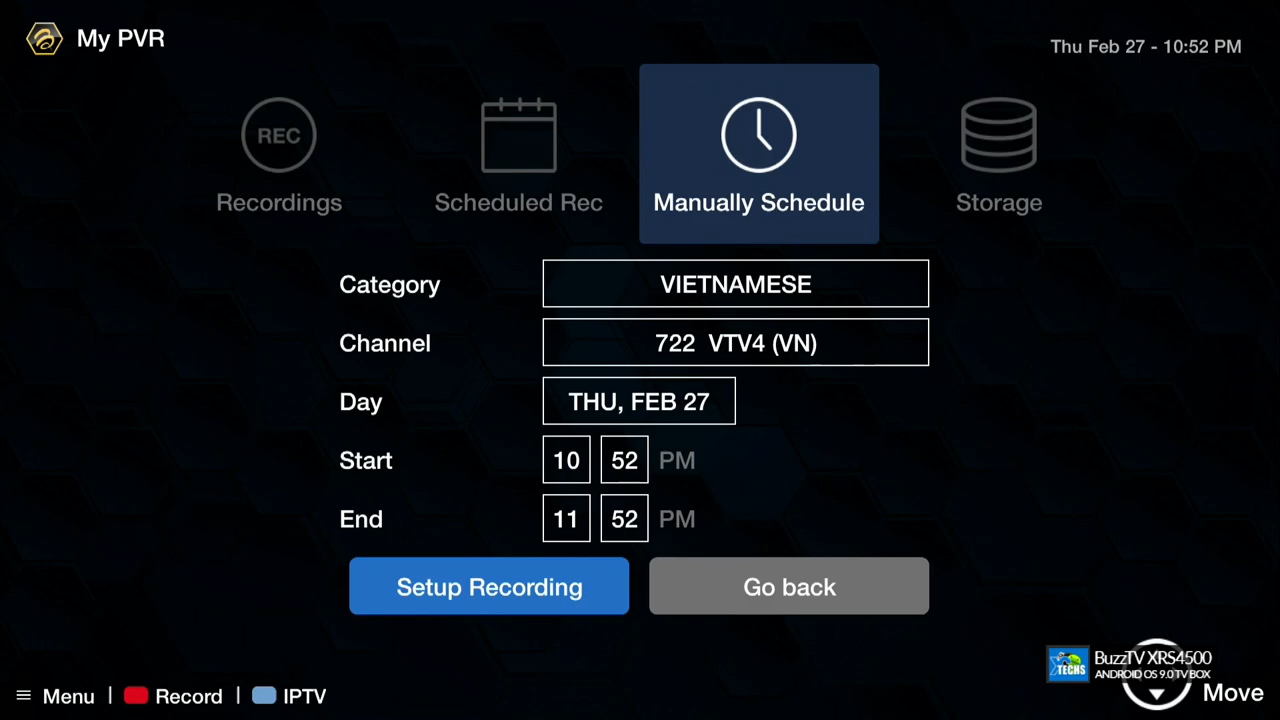 My PVR
Thu Feb 27 - 10:52 PM
REC
Recordings
Scheduled Rec
Manually Schedule
Storage
Category VIETNAMESE
Channel 722 VTV4 (VN)
Day THU, FEB 27
Start 10 52 PM
End 11 52 PM
Setup Recording Go back
TECHS
BuzzTV XRS4500
ANDROID OS 9.0 TV BOX
Menu | Record | IPTV
Move